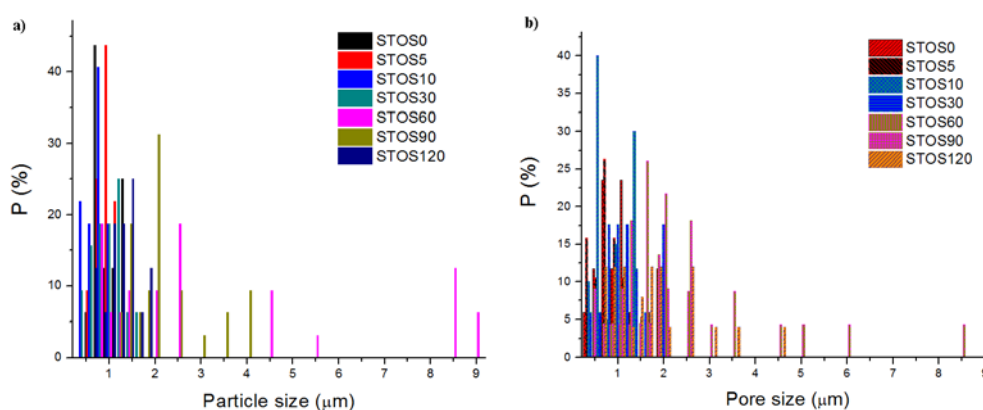 a)
STOS0
STOS5
STOS10
STOS30
STOS60
STOS90
STOS120
P (%)
40
30
20
10
0
1 2 3 4 5 6 7 8 9
Particle size (μm)
b)
STOS0
STOS5
STOS10
STOS30
STOS60
STOS90
STOS120
P (%)
40
35
30
25
20
15
10
5
0
1 2 3 4 5 6 7 8 9
Pore size (μm)